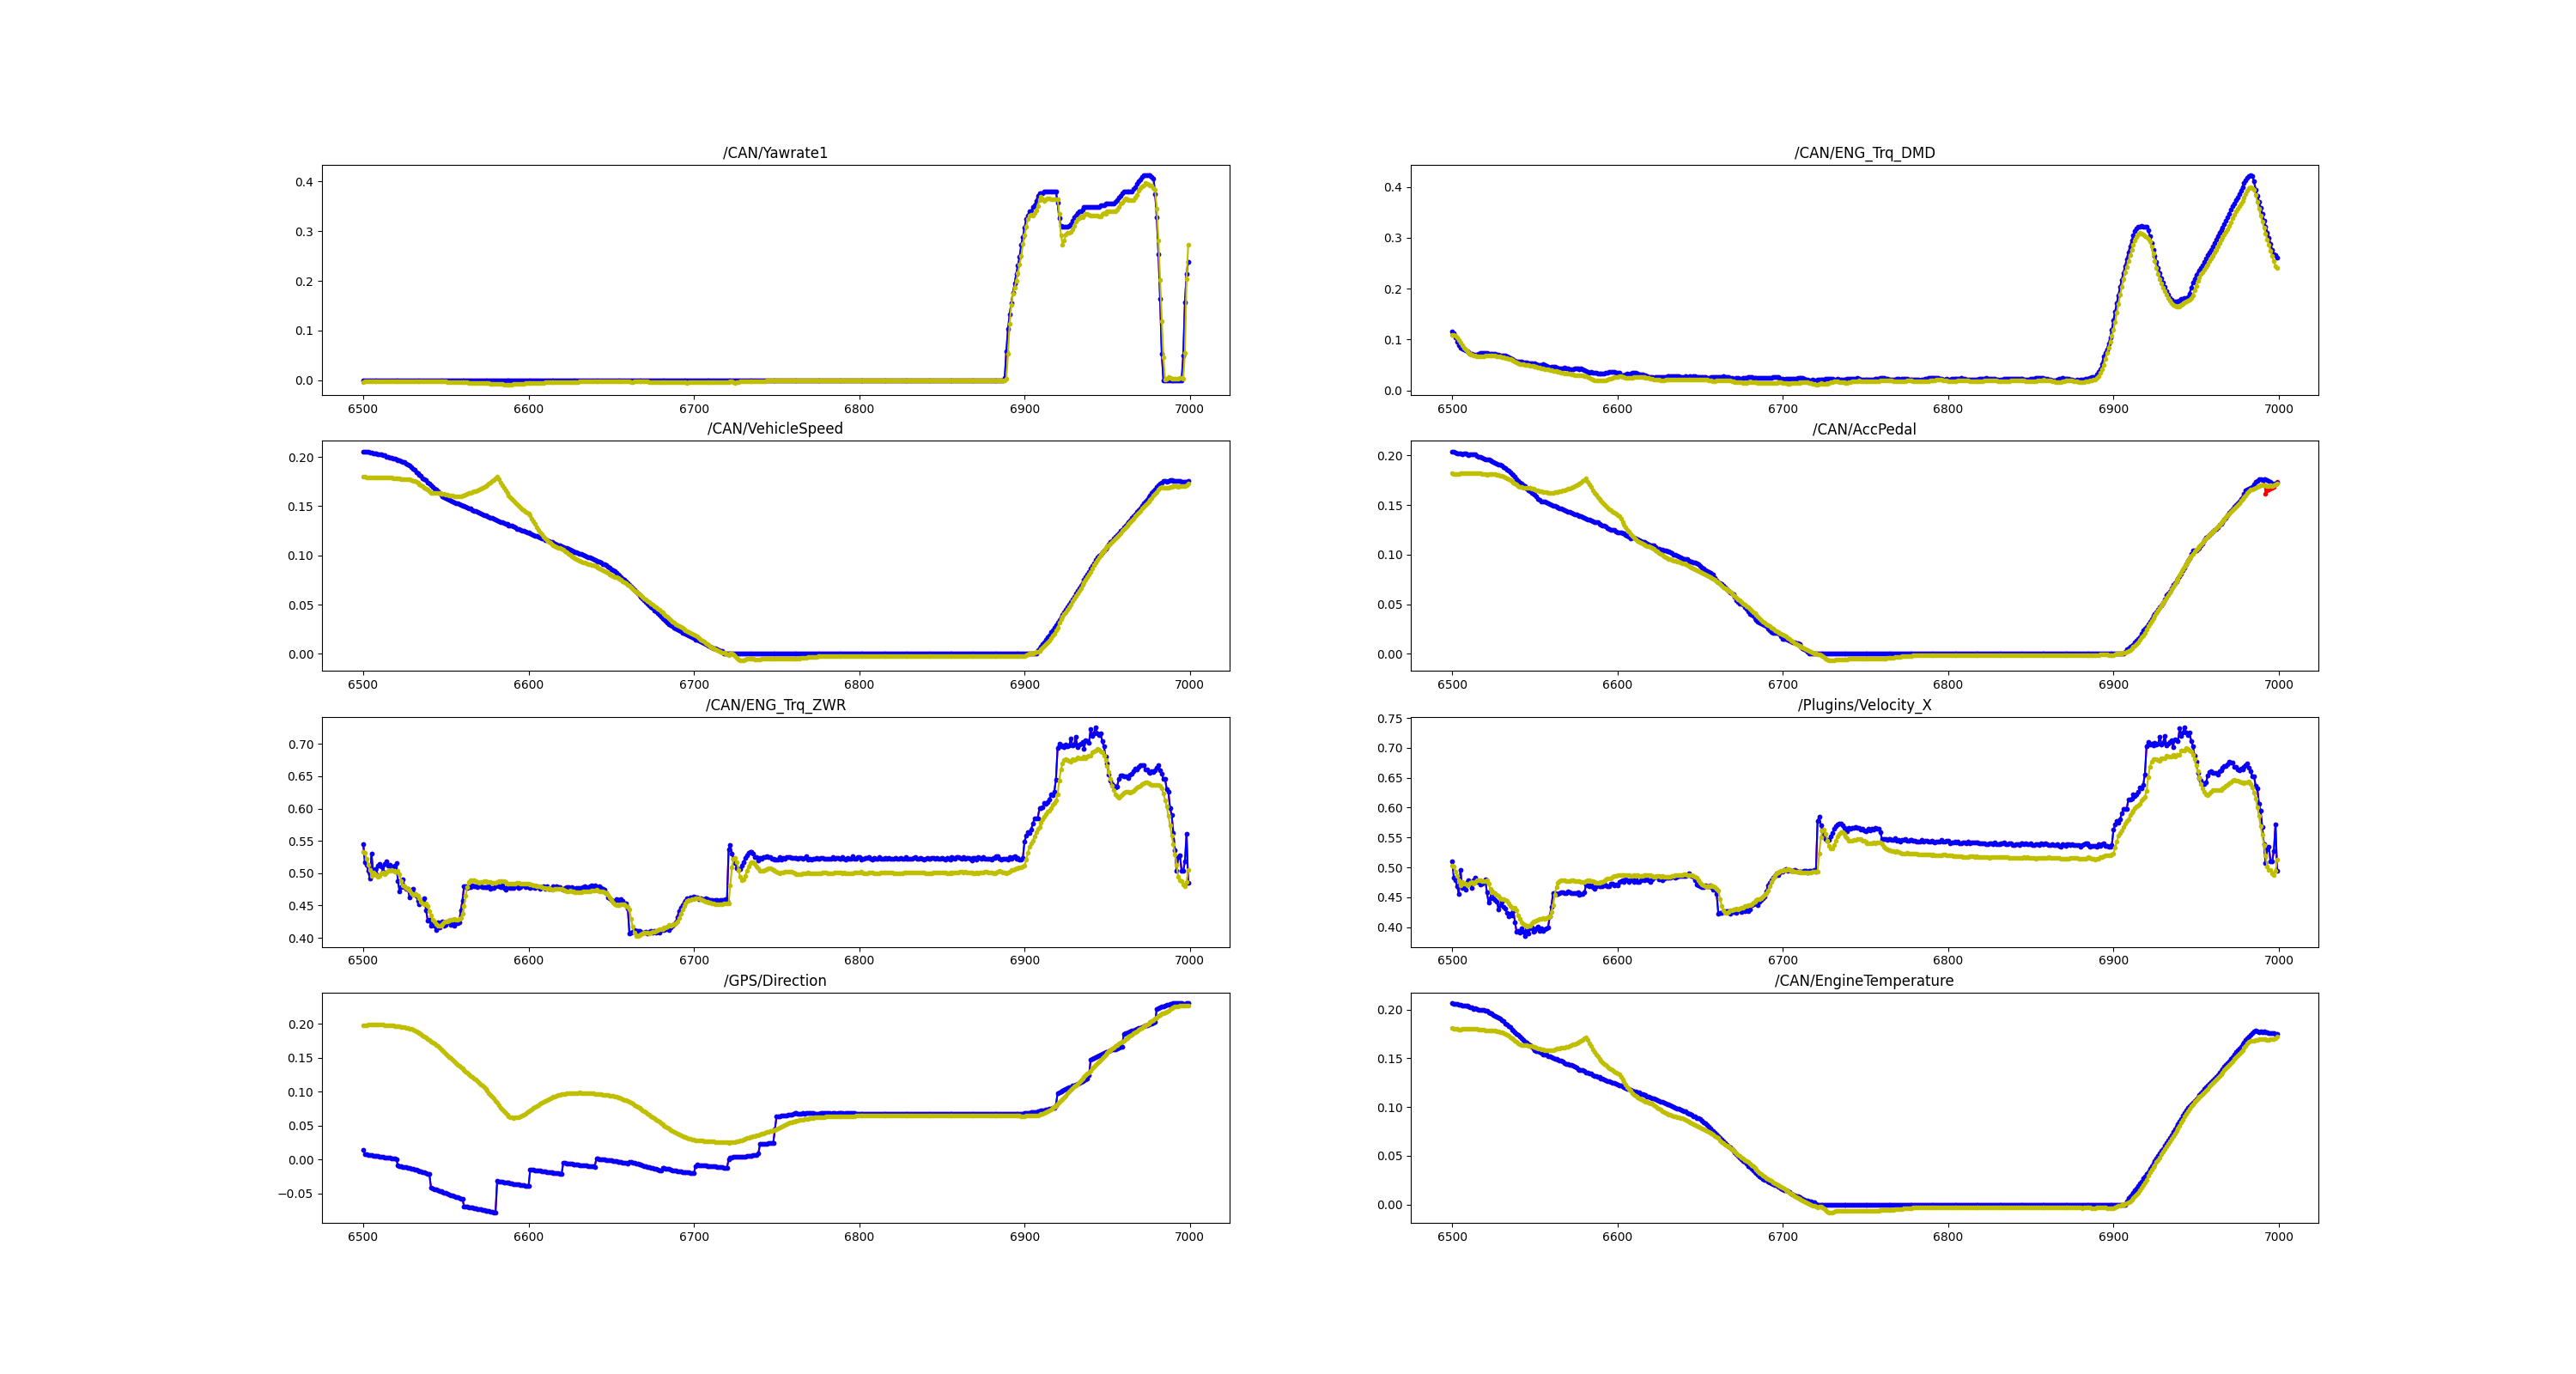 /CAN/Yawrate1
0.4
0.3
0.2
0.1
0.0
6500 6600 6700 6800 6900 7000
/CAN/ENG_Trq_DMD
0.4
0.3
0.2
0.1
0.0
6500 6600 6700 6800 6900 7000
/CAN/VehicleSpeed
0.20
0.15
0.10
0.05
0.00
6500 6600 6700 6800 6900 7000
/CAN/AccPedal
0.20
0.15
0.10
0.05
0.00
6500 6600 6700 6800 6900 7000
/CAN/ENG_Trq_ZWR
0.70
0.65
0.60
0.55
0.50
0.45
0.40
6500 6600 6700 6800 6900 7000
/Plugins/Velocity_X
0.75
0.70
0.65
0.60
0.55
0.50
0.45
0.40
6500 6600 6700 6800 6900 7000
/GPS/Direction
0.20
0.15
0.10
0.05
0.00
−0.05
6500 6600 6700 6800 6900 7000
/CAN/EngineTemperature
0.20
0.15
0.10
0.05
0.00
6500 6600 6700 6800 6900 7000